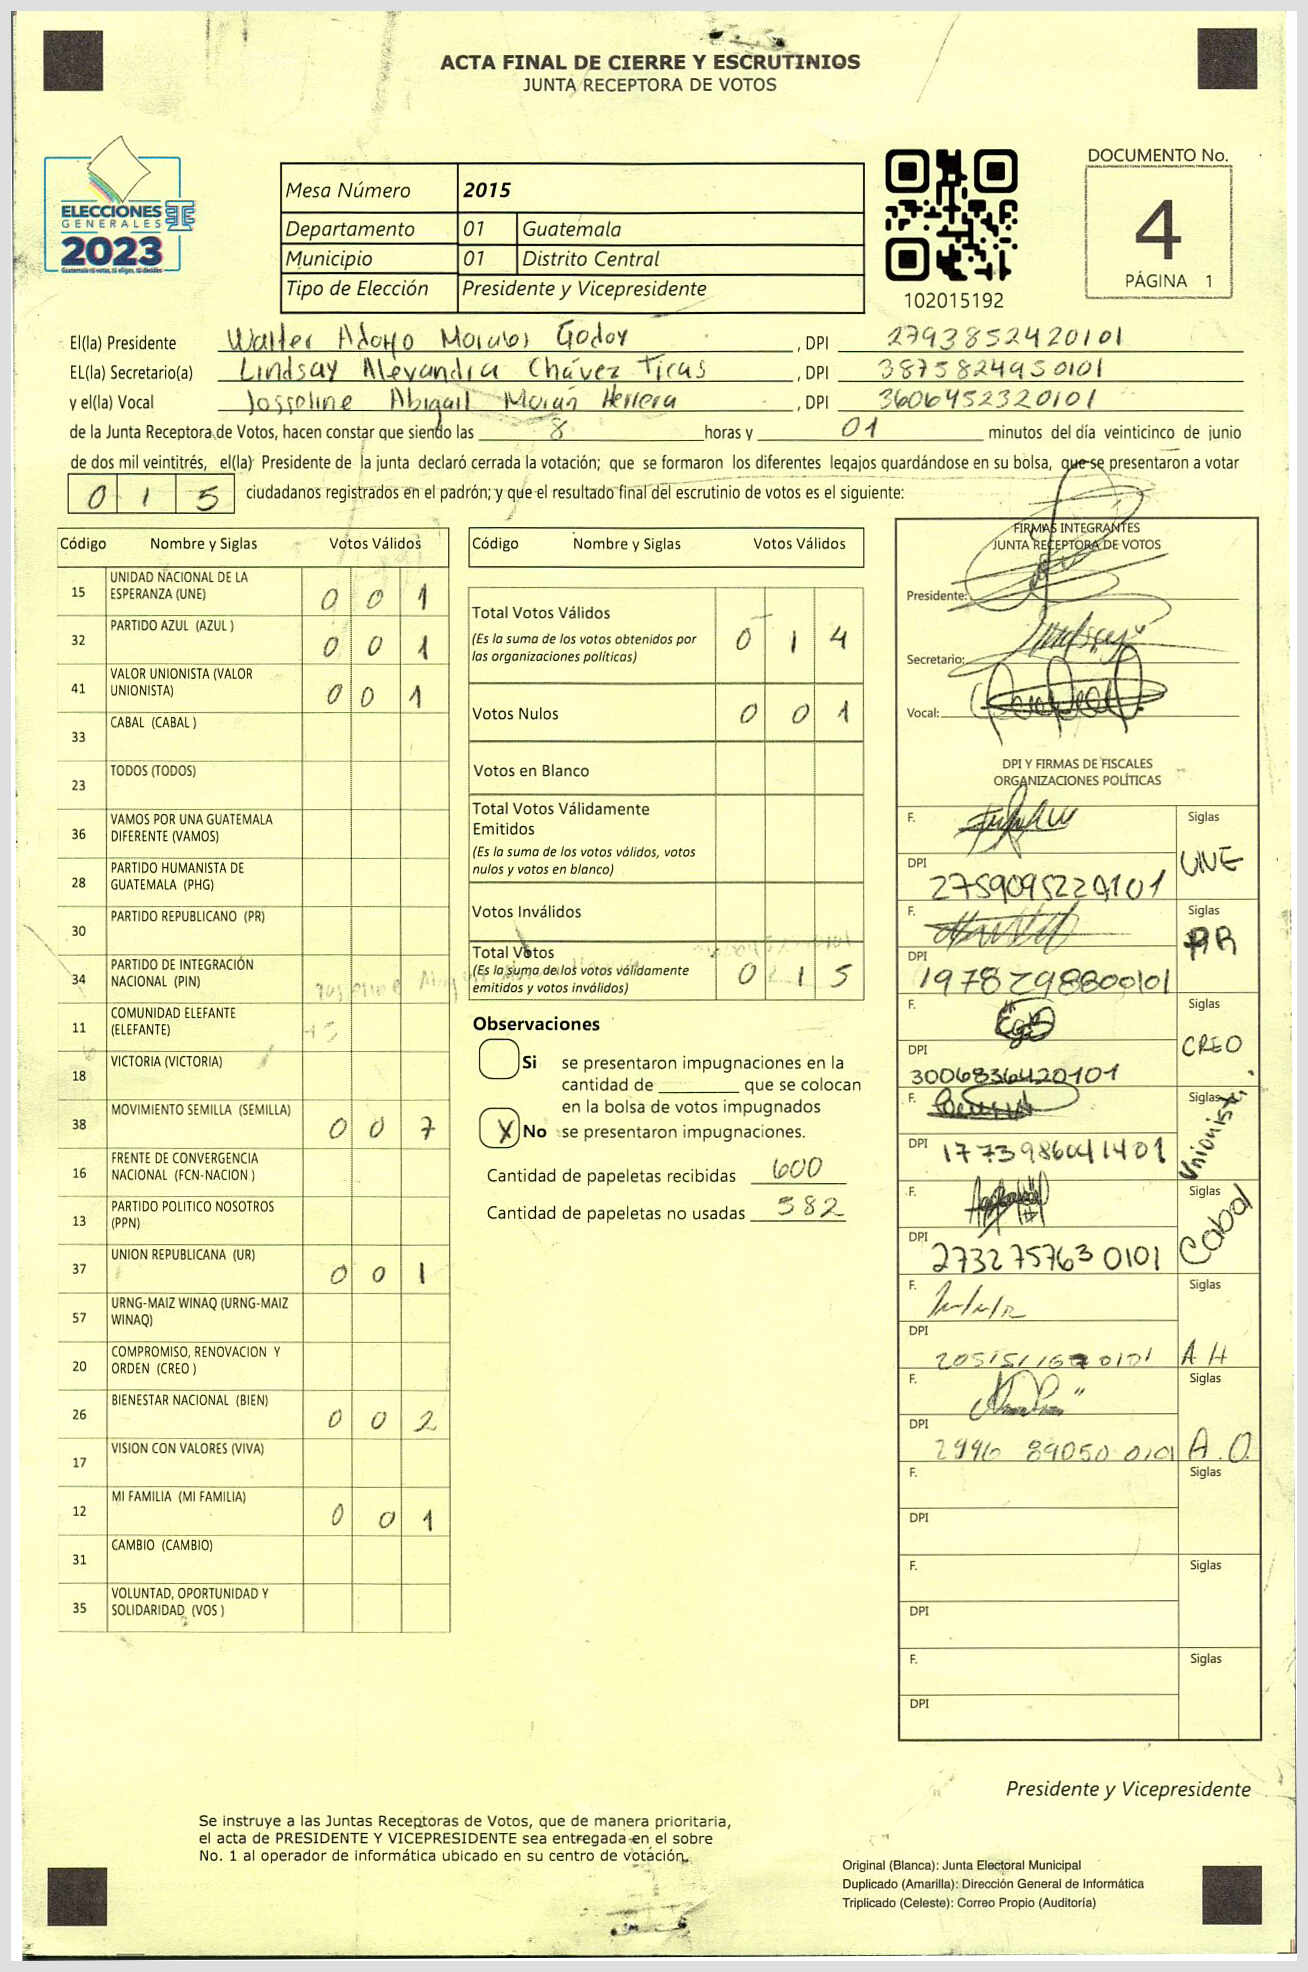 ACTA FINAL DE CIERRE Y ESCRUTINIOS
JUNTA RECEPTORA DE VOTOS
ELECCIONES
GENERALES
2023
Guatemala tú votas, tú eliges, tú decides
Mesa Número 2015
Departamento 01 Guatemala
Municipio 01 Distrito Central
Tipo de Elección Presidente y Vicepresidente
102015192
DOCUMENTO No.
4
PÁGINA 1
El(la) Presidente Walter Morales Godoy, DPI 2793852420101
EL(la) Secretario(a) Lindsay Alexandra Chávez Ticas, DPI 3875824950101
y el(la) Vocal Josseline Abigail Morán Herrera, DPI 3606452320101
de la Junta Receptora de Votos, hacen constar que siendo las 8 horas y 01 minutos del día veinticinco de junio
de dos mil veintitrés, el(la) Presidente de la junta declaró cerrada la votación; que se formaron los diferentes legajos guardándose en su bolsa, que se presentaron a votar
015 ciudadanos registrados en el padrón; y que el resultado final del escrutinio de votos es el siguiente:
Código Nombre y Siglas Votos Válidos
15 UNIDAD NACIONAL DE LA ESPERANZA (UNE) 0 0 1
32 PARTIDO AZUL (AZUL ) 0 0 1
41 VALOR UNIONISTA (VALOR UNIONISTA) 0 0 1
33 CABAL (CABAL )
23 TODOS (TODOS)
36 VAMOS POR UNA GUATEMALA DIFERENTE (VAMOS)
28 PARTIDO HUMANISTA DE GUATEMALA (PHG)
30 PARTIDO REPUBLICANO (PR)
34 PARTIDO DE INTEGRACIÓN NACIONAL (PIN)
11 COMUNIDAD ELEFANTE (ELEFANTE)
18 VICTORIA (VICTORIA)
38 MOVIMIENTO SEMILLA (SEMILLA) 0 0 7
16 FRENTE DE CONVERGENCIA NACIONAL (FCN-NACION )
13 PARTIDO POLITICO NOSOTROS (PPN)
37 UNION REPUBLICANA (UR) 0 0 1
57 URNG-MAIZ WINAQ (URNG-MAIZ WINAQ)
20 COMPROMISO, RENOVACION Y ORDEN (CREO )
26 BIENESTAR NACIONAL (BIEN) 0 0 2
17 VISION CON VALORES (VIVA)
12 MI FAMILIA (MI FAMILIA) 0 0 1
31 CAMBIO (CAMBIO)
35 VOLUNTAD, OPORTUNIDAD Y SOLIDARIDAD (VOS )
Código Nombre y Siglas Votos Válidos
Total Votos Válidos 0 1 4
(Es la suma de los votos obtenidos por
las organizaciones políticas)
Votos Nulos 0 0 1
Votos en Blanco
Total Votos Válidamente
Emitidos
(Es la suma de los votos válidos, votos
nulos y votos en blanco)
Votos Inválidos
Total Votos 0 1 5
(Es la suma de los votos válidamente
emitidos y votos inválidos)
Observaciones
Si se presentaron impugnaciones en la
cantidad de ________ que se colocan
en la bolsa de votos impugnados
X No se presentaron impugnaciones.
Cantidad de papeletas recibidas 600
Cantidad de papeletas no usadas 582
FIRMAS INTEGRANTES
JUNTA RECEPTORA DE VOTOS
Presidente:
Secretario:
Vocal:
DPI Y FIRMAS DE FISCALES
ORGANIZACIONES POLÍTICAS
F. Siglas UNE
DPI 2759095220101
F. Siglas PR
DPI 1978298800101
F. Siglas CREO
DPI 3006836420101
F. Siglas Unionista
DPI 1773986041401
F. Siglas Cabal
DPI 2732757630101
F. Siglas A H
DPI
F. Siglas A.O.
DPI 2996 89050 0101
F. Siglas
DPI
F. Siglas
DPI
F. Siglas
DPI
Presidente y Vicepresidente
Se instruye a las Juntas Receptoras de Votos, que de manera prioritaria,
el acta de PRESIDENTE Y VICEPRESIDENTE sea entregada en el sobre
No. 1 al operador de informática ubicado en su centro de votación.
Original (Blanca): Junta Electoral Municipal
Duplicado (Amarilla): Dirección General de Informática
Triplicado (Celeste): Correo Propio (Auditoría)